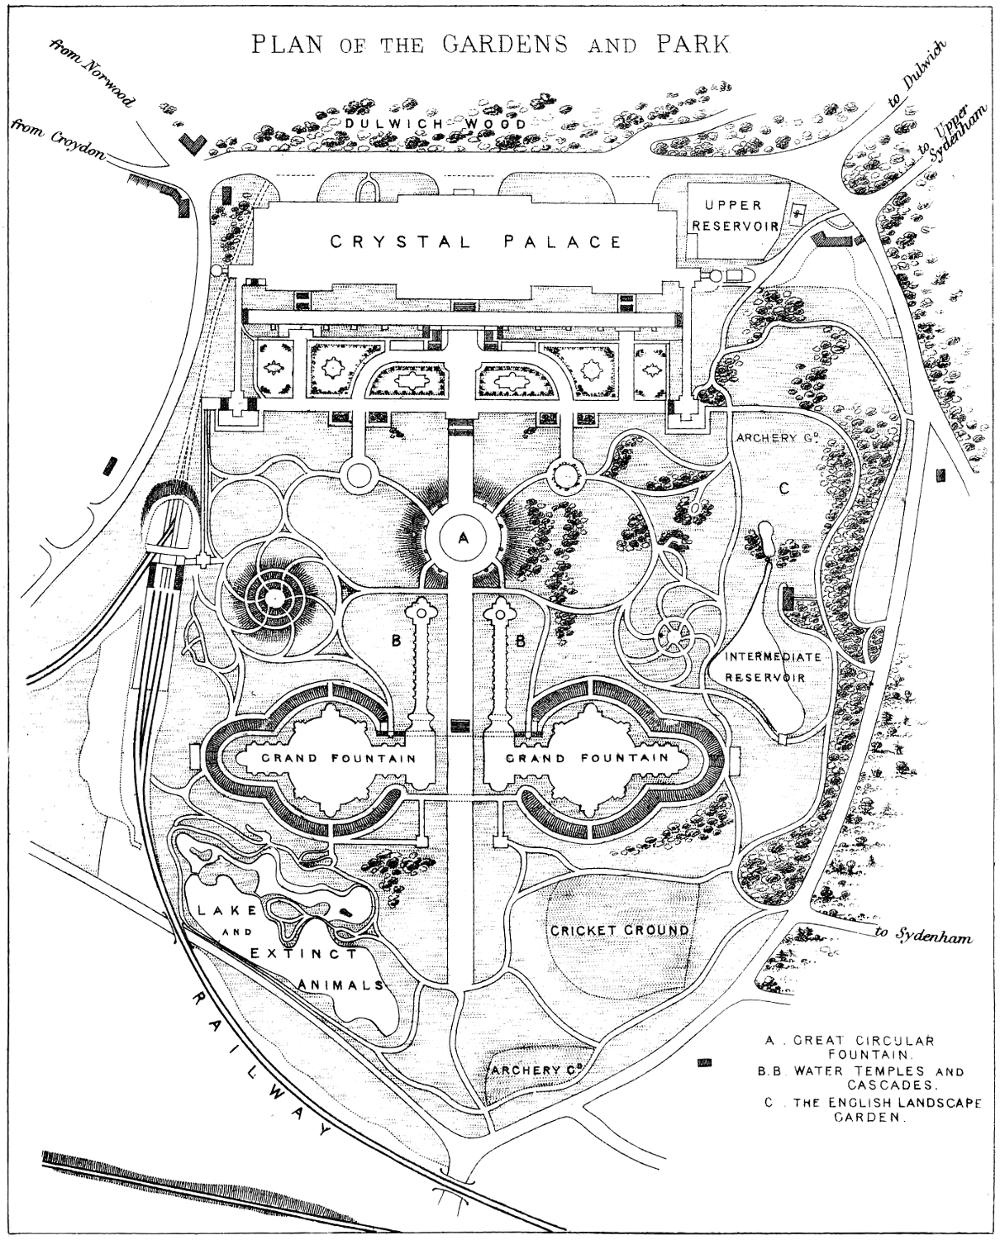 PLAN OF THE GARDENS AND PARK
from Norwood
from Croydon
to Dulwich
to Upper
Sydenham
DULWICH WOOD
CRYSTAL PALACE
UPPER
RESERVOIR
ARCHERY GD.
C
A
B
B
INTERMEDIATE
RESERVOIR
GRAND FOUNTAIN
GRAND FOUNTAIN
LAKE
AND
EXTINCT
ANIMALS
CRICKET GROUND
to Sydenham
RAILWAY
ARCHERY GD
A. GREAT CIRCULAR
FOUNTAIN.
B.B. WATER TEMPLES AND
CASCADES.
C. THE ENGLISH LANDSCAPE
GARDEN.